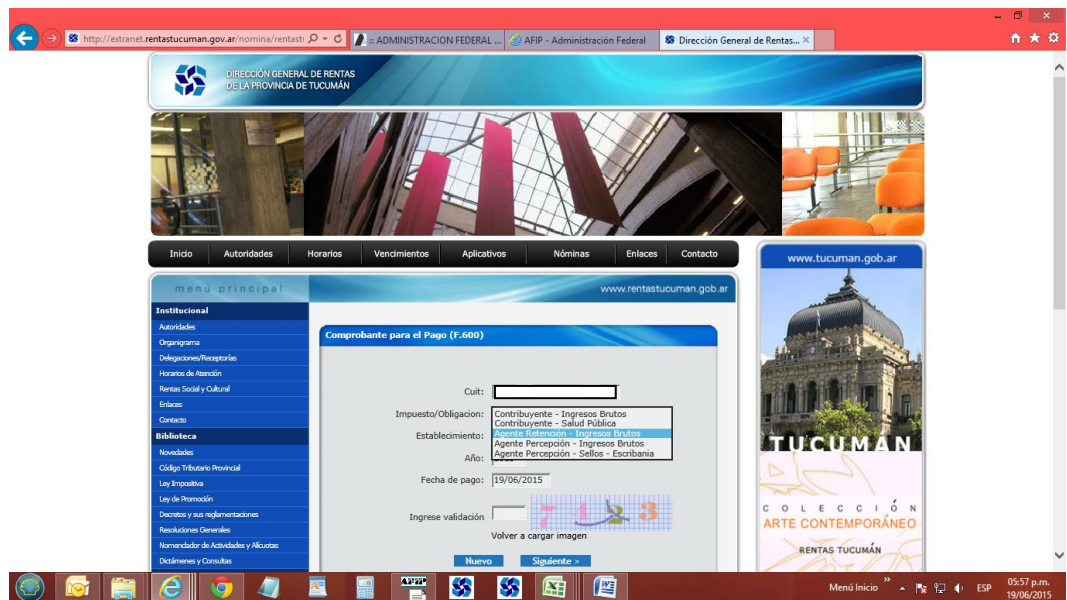 http://extranet.rentastucuman.gov.ar/nomina/rentast
:: ADMINISTRACION FEDERAL ...
AFIP - Administración Federal
Dirección General de Rentas...
DIRECCIÓN GENERAL DE RENTAS
DE LA PROVINCIA DE TUCUMÁN
Inicio Autoridades Horarios Vencimientos Aplicativos Nóminas Enlaces Contacto
www.tucuman.gob.ar
menú principal
www.rentastucuman.gob.ar
Institucional
Autoridades
Organigrama
Delegaciones/Receptorías
Horarios de Atención
Rentas Social y Cultural
Enlaces
Contacto
Biblioteca
Novedades
Código Tributario Provincial
Ley Impositiva
Ley de Promoción
Decretos y sus reglamentaciones
Resoluciones Generales
Nomenclador de Actividades y Alícuotas
Dictámenes y Consultas
Comprobante para el Pago (F.600)
Cuit:
Impuesto/Obligacion:
Contribuyente - Ingresos Brutos
Contribuyente - Salud Pública
Agente Retención - Ingresos Brutos
Agente Percepción - Ingresos Brutos
Agente Percepción - Sellos - Escribania
Establecimiento:
Año:
Fecha de pago: 19/06/2015
Ingrese validación
7 1 2 3
Volver a cargar imagen
Nuevo Siguiente >
TUCUMAN
COLECCIÓN
ARTE CONTEMPORÁNEO
RENTAS TUCUMÁN
AFIP
Menú Inicio
ESP
05:57 p.m.
19/06/2015